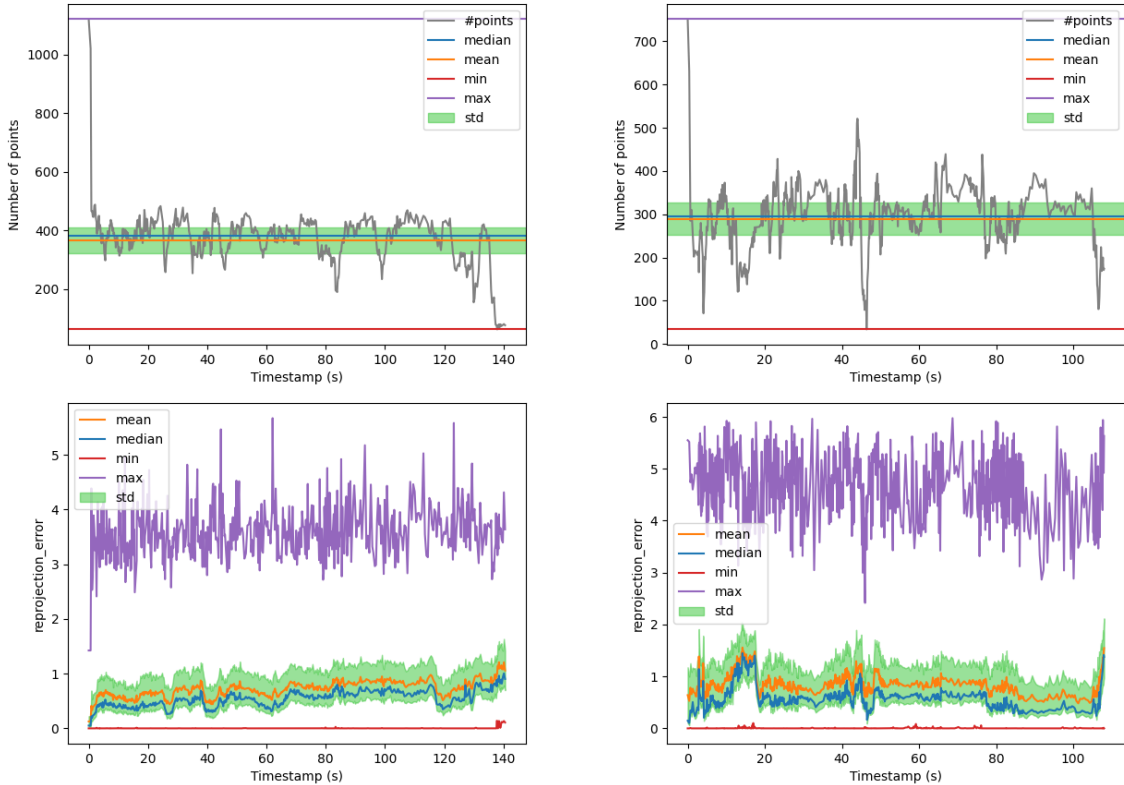 #points
median
mean
min
max
std
Number of points
1000
800
600
400
200
0 20 40 60 80 100 120 140
Timestamp (s)
#points
median
mean
min
max
std
Number of points
700
600
500
400
300
200
100
0
0 20 40 60 80 100
Timestamp (s)
mean
median
min
max
std
reprojection_error
5
4
3
2
1
0
0 20 40 60 80 100 120 140
Timestamp (s)
mean
median
min
max
std
reprojection_error
6
5
4
3
2
1
0
0 20 40 60 80 100
Timestamp (s)